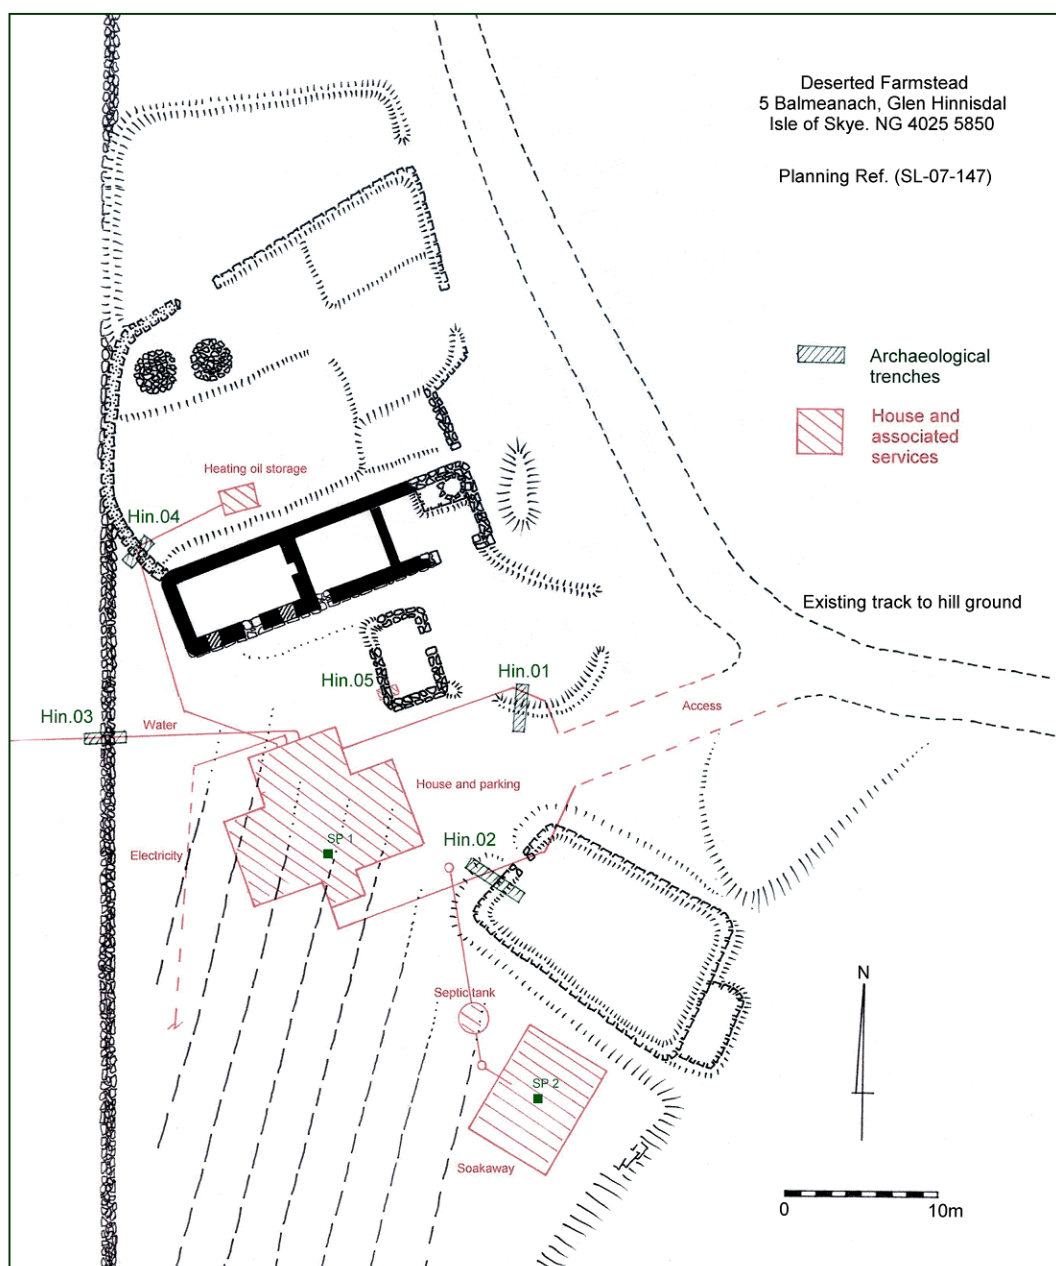 Deserted Farmstead
5 Balmeanach, Glen Hinnisdal
Isle of Skye. NG 4025 5850
Planning Ref. (SL-07-147)
Archaeological
trenches
House and
associated
services
Heating oil storage
Hin.04
Existing track to hill ground
Hin.05
Hin.01
Hin.03
Water
Access
House and parking
SP 1
Hin.02
Electricity
Septic tank
N
SP 2
Soakaway
0
10m